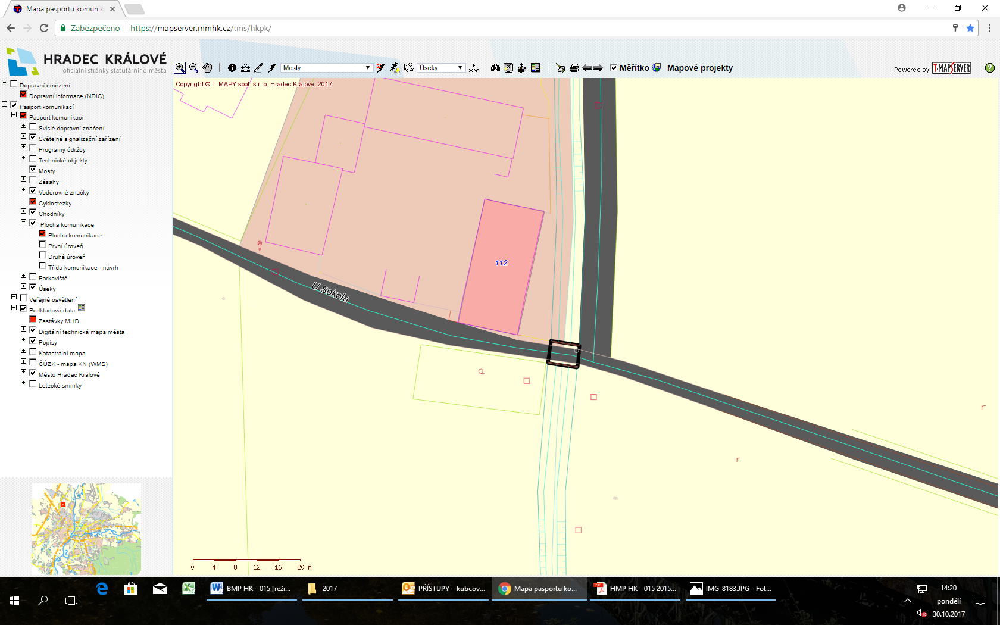 Mapa pasportu komunik
Zabezpečeno
https://mapserver.mmhk.cz/tms/hkpk/
HRADEC KRÁLOVÉ
oficiální stránky statutárního města
Mosty
Úseky
Měřítko
Mapové projekty
Powered by T-MAPSERVER
Copyright © T-MAPY spol. s r. o. Hradec Králové, 2017
Dopravní omezení
Dopravní informace (NDIC)
Pasport komunikací
Pasport komunikací
Svislé dopravní značení
Světelné signalizační zařízení
Programy údržby
Technické objekty
Mosty
Zásahy
Vodorovné značky
Cyklostezky
Chodníky
Plocha komunikace
Plocha komunikace
První úroveň
Druhá úroveň
Třída komunikace - návrh
Parkoviště
Úseky
Veřejné osvětlení
Podkladová data
Zastávky MHD
Digitální technická mapa města
Popisy
Katastrální mapa
ČÚZK - mapa KN (WMS)
Město Hradec Králové
Letecké snímky
112
U Sokola
0 4 8 12 16 20 m
BMP HK - 015 [reži...
2017
PŘÍSTUPY – kubcov...
Mapa pasportu ko...
HMP HK - 015 2015...
IMG_8183.JPG - Fot...
14:20
pondělí
30.10.2017